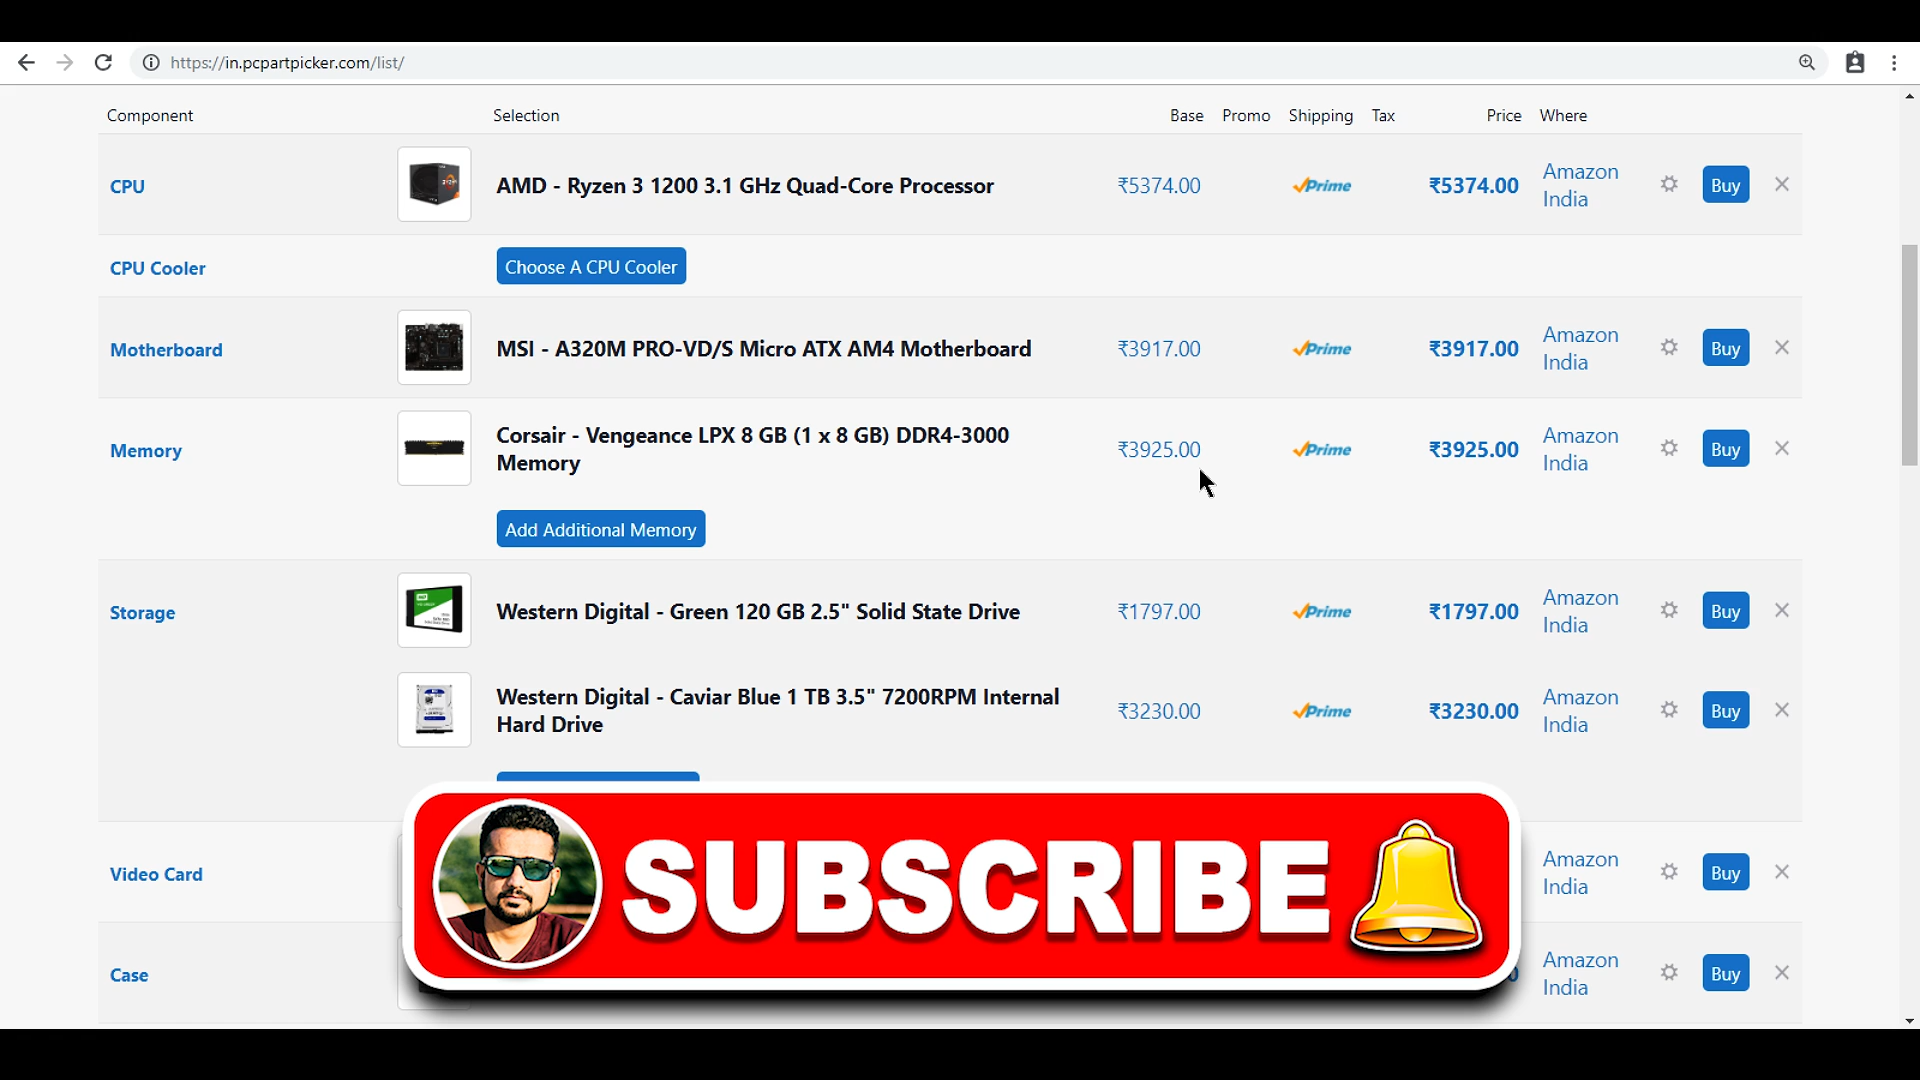 https://in.pcpartpicker.com/list/
Component Selection Base Promo Shipping Tax Price Where
CPU AMD - Ryzen 3 1200 3.1 GHz Quad-Core Processor ₹5374.00 Prime ₹5374.00 Amazon India Buy
CPU Cooler Choose A CPU Cooler
Motherboard MSI - A320M PRO-VD/S Micro ATX AM4 Motherboard ₹3917.00 Prime ₹3917.00 Amazon India Buy
Memory Corsair - Vengeance LPX 8 GB (1 x 8 GB) DDR4-3000 Memory ₹3925.00 Prime ₹3925.00 Amazon India Buy
Add Additional Memory
Storage Western Digital - Green 120 GB 2.5" Solid State Drive ₹1797.00 Prime ₹1797.00 Amazon India Buy
Western Digital - Caviar Blue 1 TB 3.5" 7200RPM Internal Hard Drive ₹3230.00 Prime ₹3230.00 Amazon India Buy
Video Card Amazon India Buy
SUBSCRIBE
Case Amazon India Buy